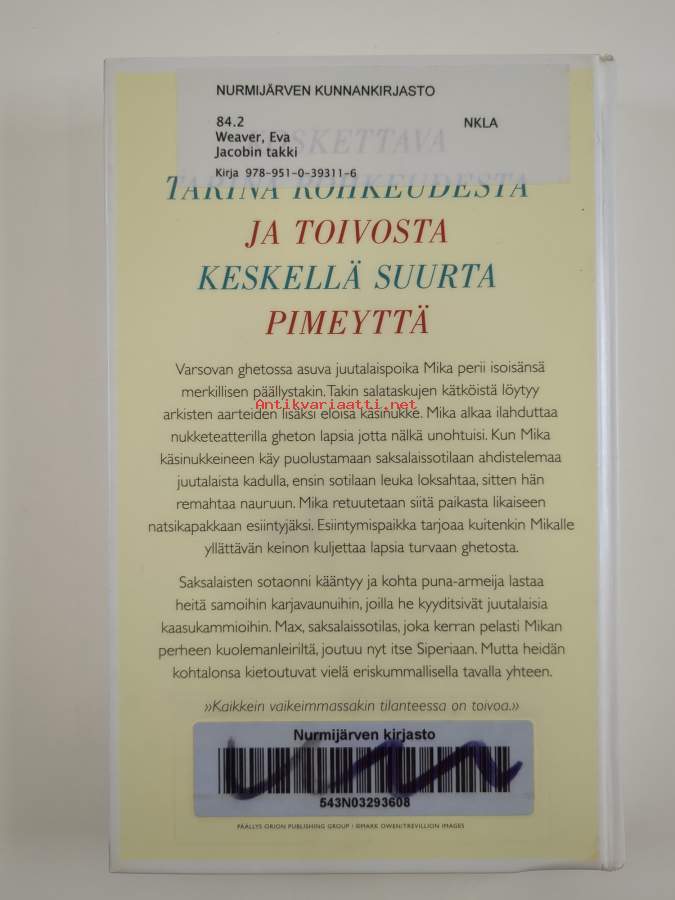 NURMIJÄRVEN KUNNANKIRJASTO
84.2 NKLA
Weaver, Eva
Jacobin takki
Kirja 978-951-0-39311-6
TARINA ROHKEUDESTA
JA TOIVOSTA
KESKELLÄ SUURTA
PIMEYTTÄ
Varsovan ghetossa asuva juutalaispoika Mika perii isoisänsä
merkillisen päällystakin. Takin salataskujen kätköistä löytyy
Antikvariaatti.net
arkisten aarteiden lisäksi eloisa käsinukke. Mika alkaa ilahduttaa
nukketeatterilla gheton lapsia jotta nälkä unohtuisi. Kun Mika
käsinukkeineen käy puolustamaan saksalaissotilaan ahdistelemaa
juutalaista kadulla, ensin sotilaan leuka loksahtaa, sitten hän
remahtaa nauruun. Mika retuutetaan siitä paikasta likaiseen
natsikapakkaan esiintyjäksi. Esiintymispaikka tarjoaa kuitenkin Mikalle
yllättävän keinon kuljettaa lapsia turvaan ghetosta.
Saksalaisten sotaonni kääntyy ja kohta puna-armeija lastaa
heitä samoihin karjavaunuihin, joilla he kyyditsivät juutalaisia
kaasukammioihin. Max, saksalaissotilas, joka kerran pelasti Mikan
perheen kuolemanleiriltä, joutuu nyt itse Siperiaan. Mutta heidän
kohtalonsa kietoutuvat vielä eriskummallisella tavalla yhteen.
»Kaikkein vaikeimmassakin tilanteessa on toivoa.»
Nurmijärven kirjasto
543N03293608
PÄÄLLYS ORION PUBLISHING GROUP / ©MARK OWEN/TREVILLION IMAGES